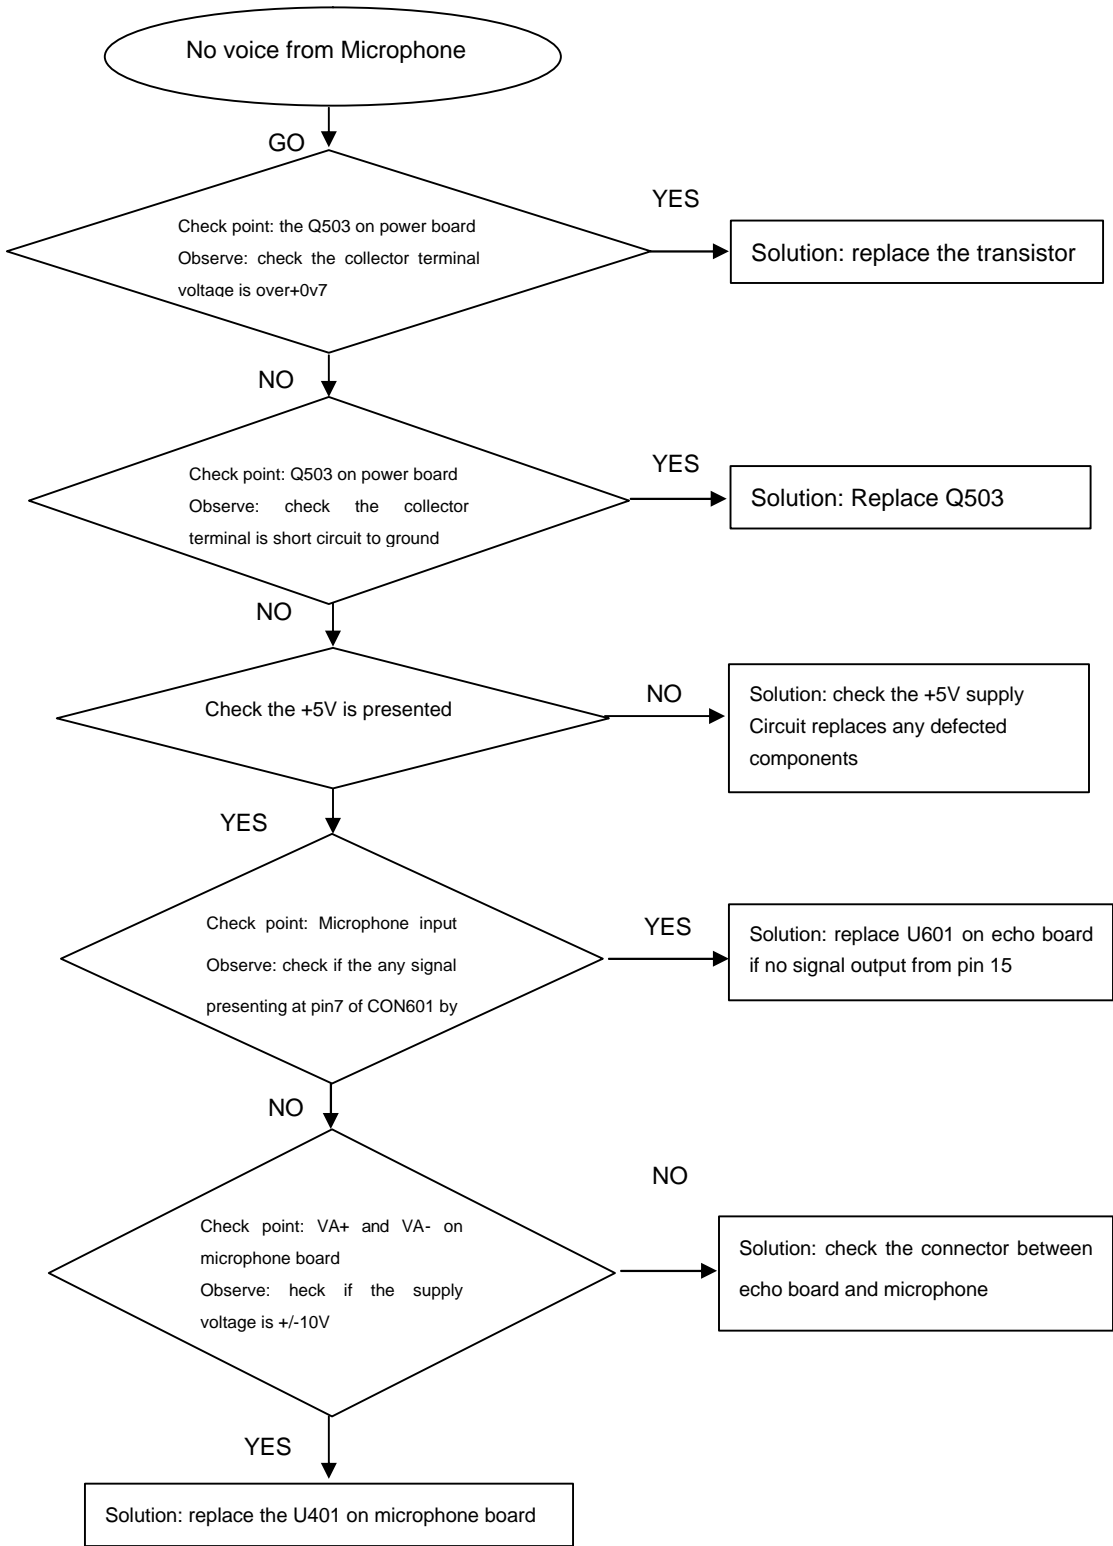 No voice from Microphone
GO
Check point: the Q503 on power board
Observe: check the collector terminal
voltage is over+0v7
YES
Solution: replace the transistor
NO
Check point: Q503 on power board
Observe: check the collector
terminal is short circuit to ground
YES
Solution: Replace Q503
NO
Check the +5V is presented
NO
Solution: check the +5V supply
Circuit replaces any defected
components
YES
Check point: Microphone input
Observe: check if the any signal
presenting at pin7 of CON601 by
YES
Solution: replace U601 on echo board
if no signal output from pin 15
NO
Check point: VA+ and VA- on
microphone board
Observe: heck if the supply
voltage is +/-10V
NO
Solution: check the connector between
echo board and microphone
YES
Solution: replace the U401 on microphone board